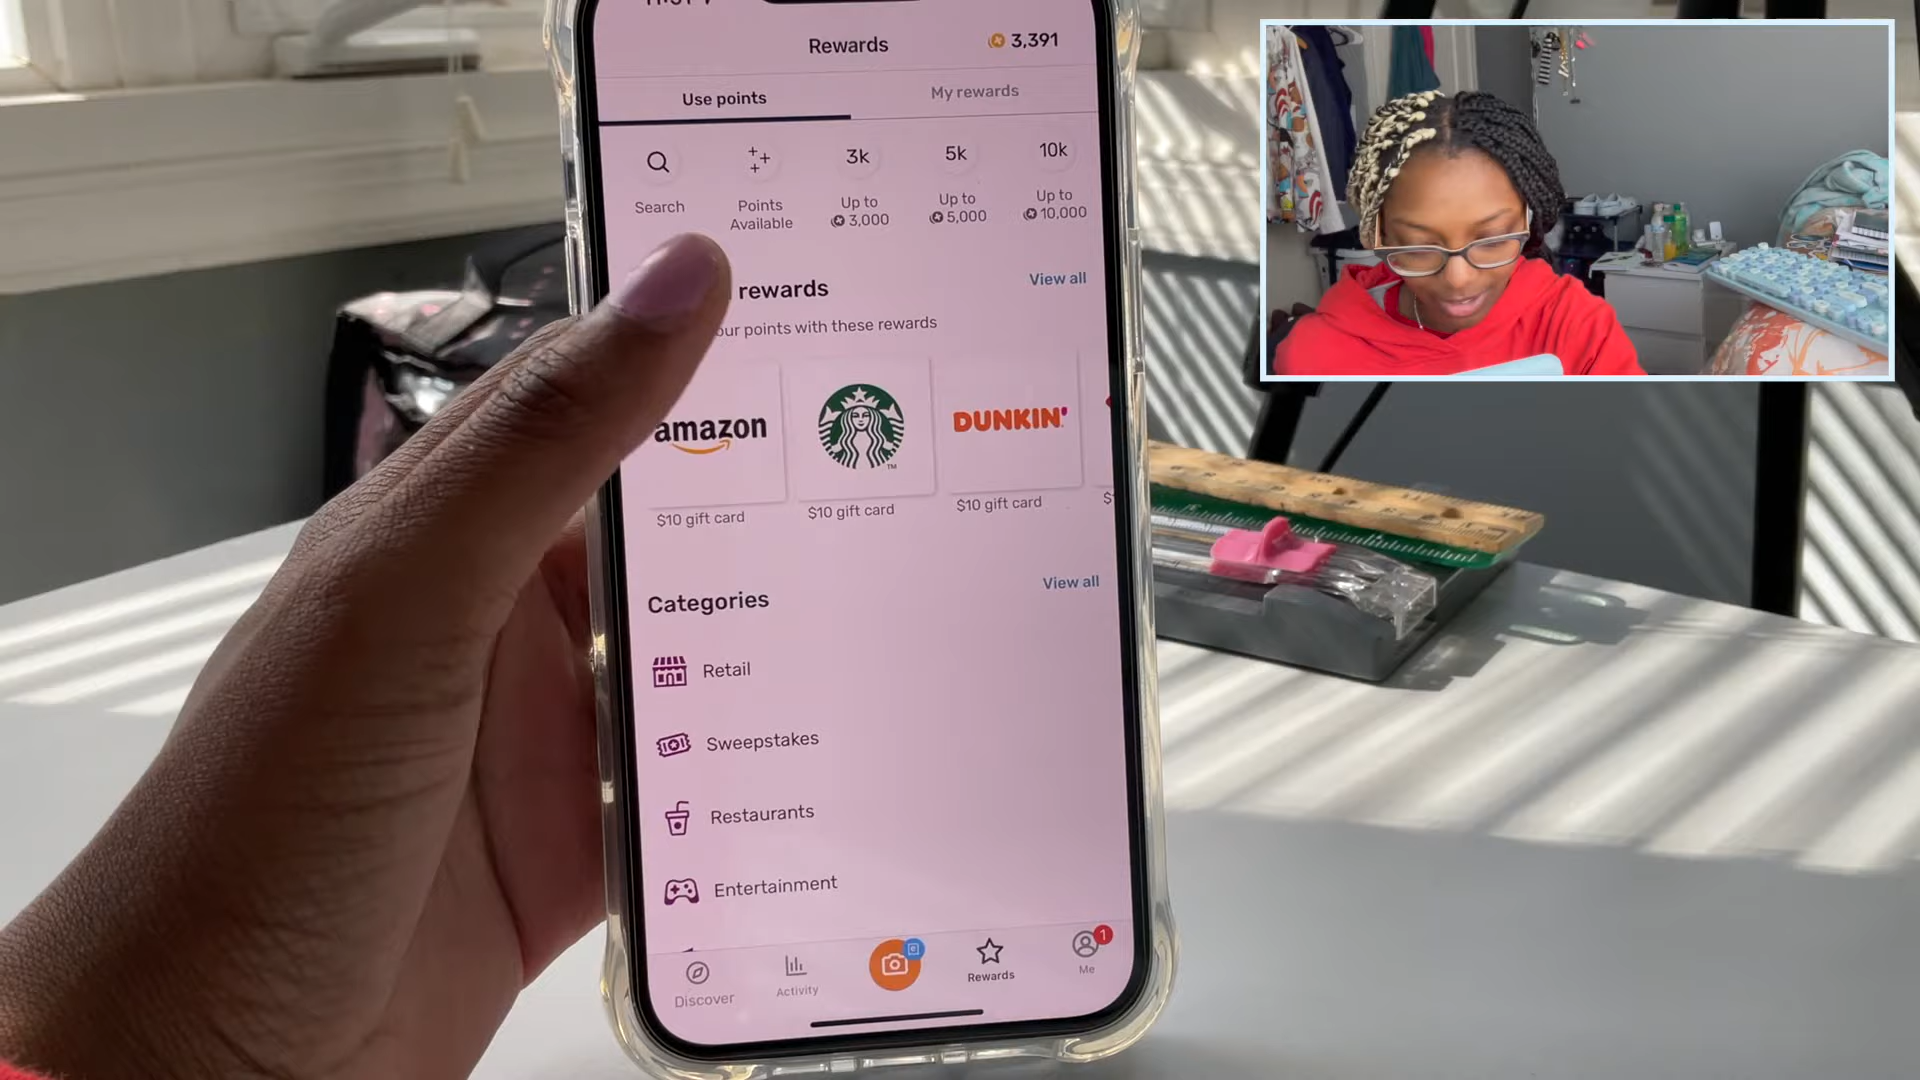 Rewards
3,391
Use points
My rewards
3k
5k
10k
Search
Points
Available
Up to
3,000
Up to
5,000
Up to
10,000
rewards
View all
our points with these rewards
amazon
DUNKIN'
TM
$10 gift card
$10 gift card
$10 gift card
Categories
View all
Retail
Sweepstakes
Restaurants
Entertainment
Discover
Activity
Rewards
Me
1